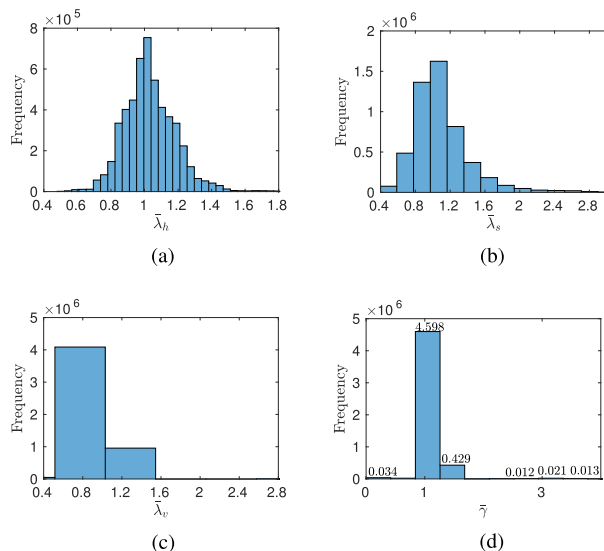 ×10^5
8
6
4
2
0
Frequency
0.4 0.6 0.8 1 1.2 1.4 1.6 1.8
λ̄_h
(a)
×10^6
2
1.5
1
0.5
0
Frequency
0.4 0.8 1.2 1.6 2 2.4 2.8
λ̄_s
(b)
×10^6
5
4
3
2
1
0
Frequency
0.4 0.8 1.2 1.6 2 2.4 2.8
λ̄_v
(c)
×10^6
5
4
3
2
1
0
Frequency
4.598
0.429
0.034
0.012 0.021 0.013
0 1 3
γ̄
(d)